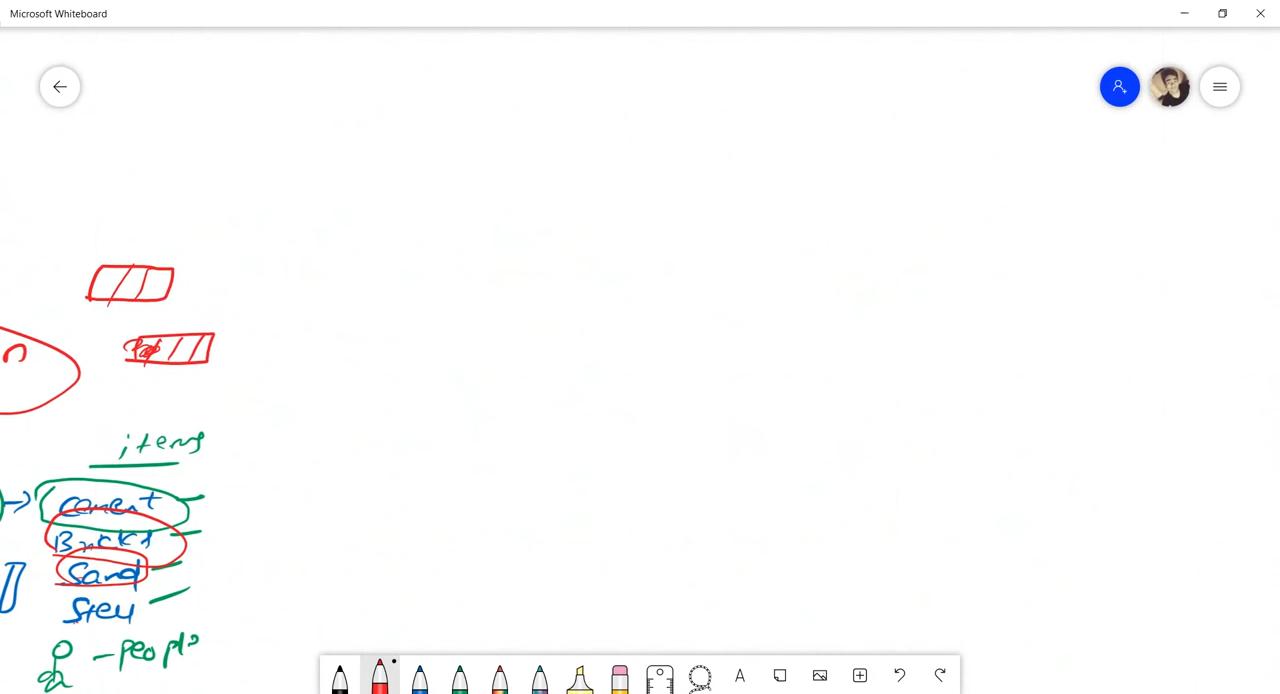 Microsoft Whiteboard
n
items
cement
Bricks
Sand
Steel
- people
A